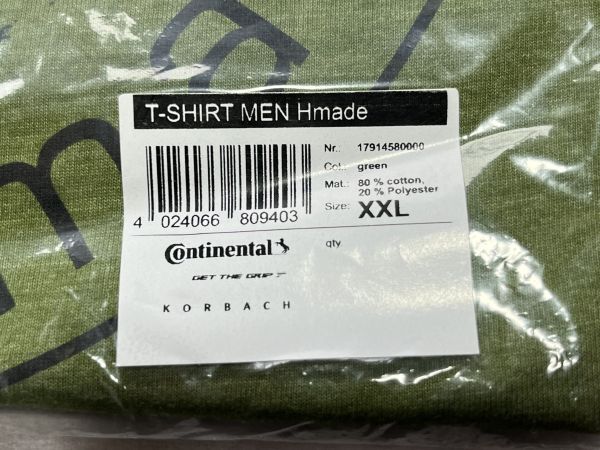 ma
T-SHIRT MEN Hmade
Nr.: 17914580000
Col.: green
Mat.: 80 % cotton,
20 % Polyester
Size: XXL
4 024066 809403
Continental
qty
GET THE GRIP
KORBACH